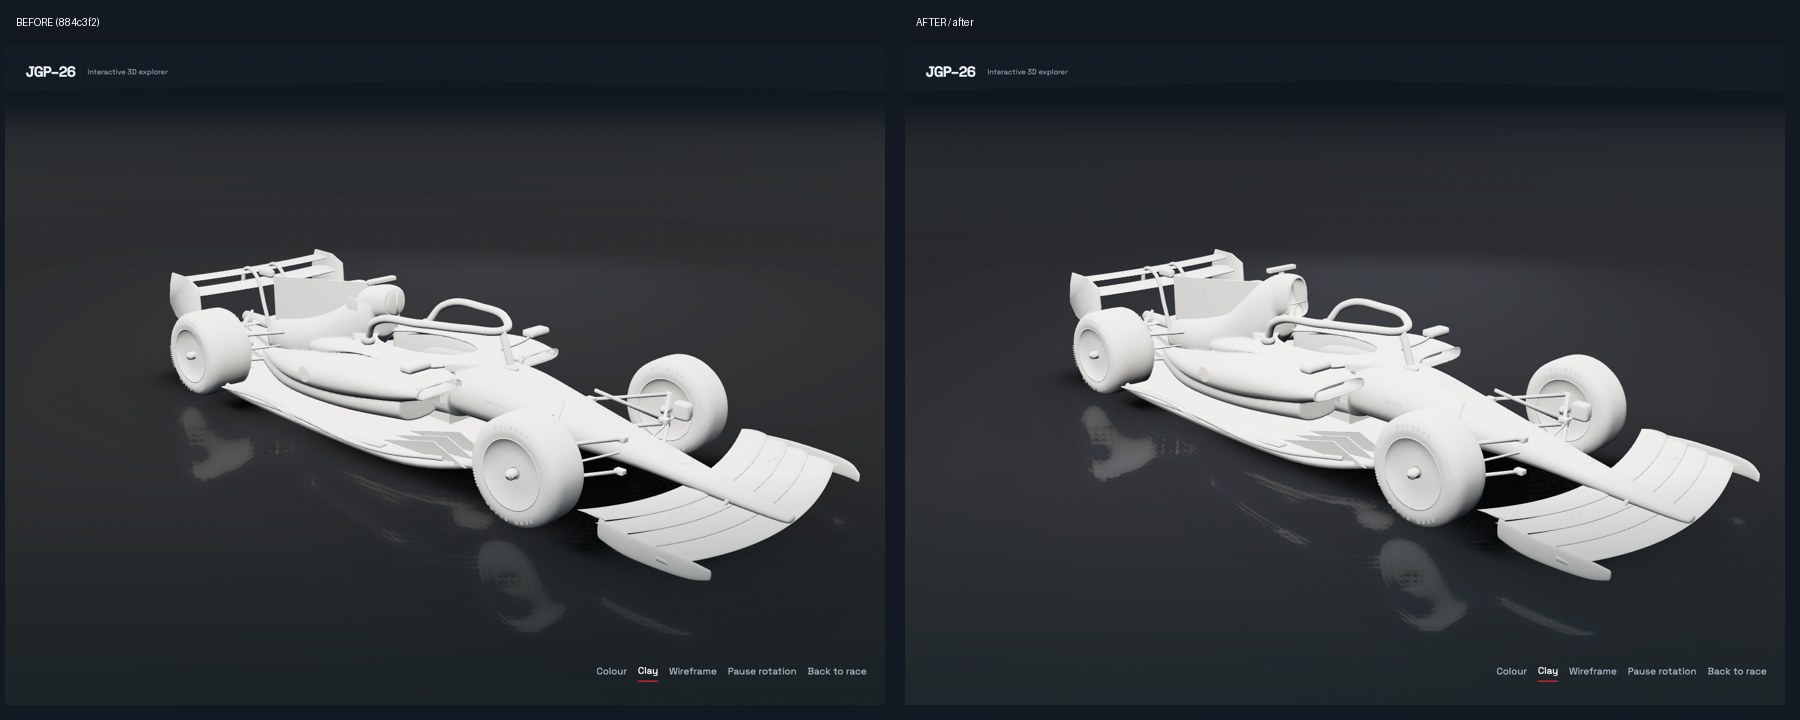 BEFORE (884c3f2)
AFTER / after
JGP-26 Interactive 3D explorer
JGP-26 Interactive 3D explorer
Colour Clay Wireframe Pause rotation Back to race
Colour Clay Wireframe Pause rotation Back to race